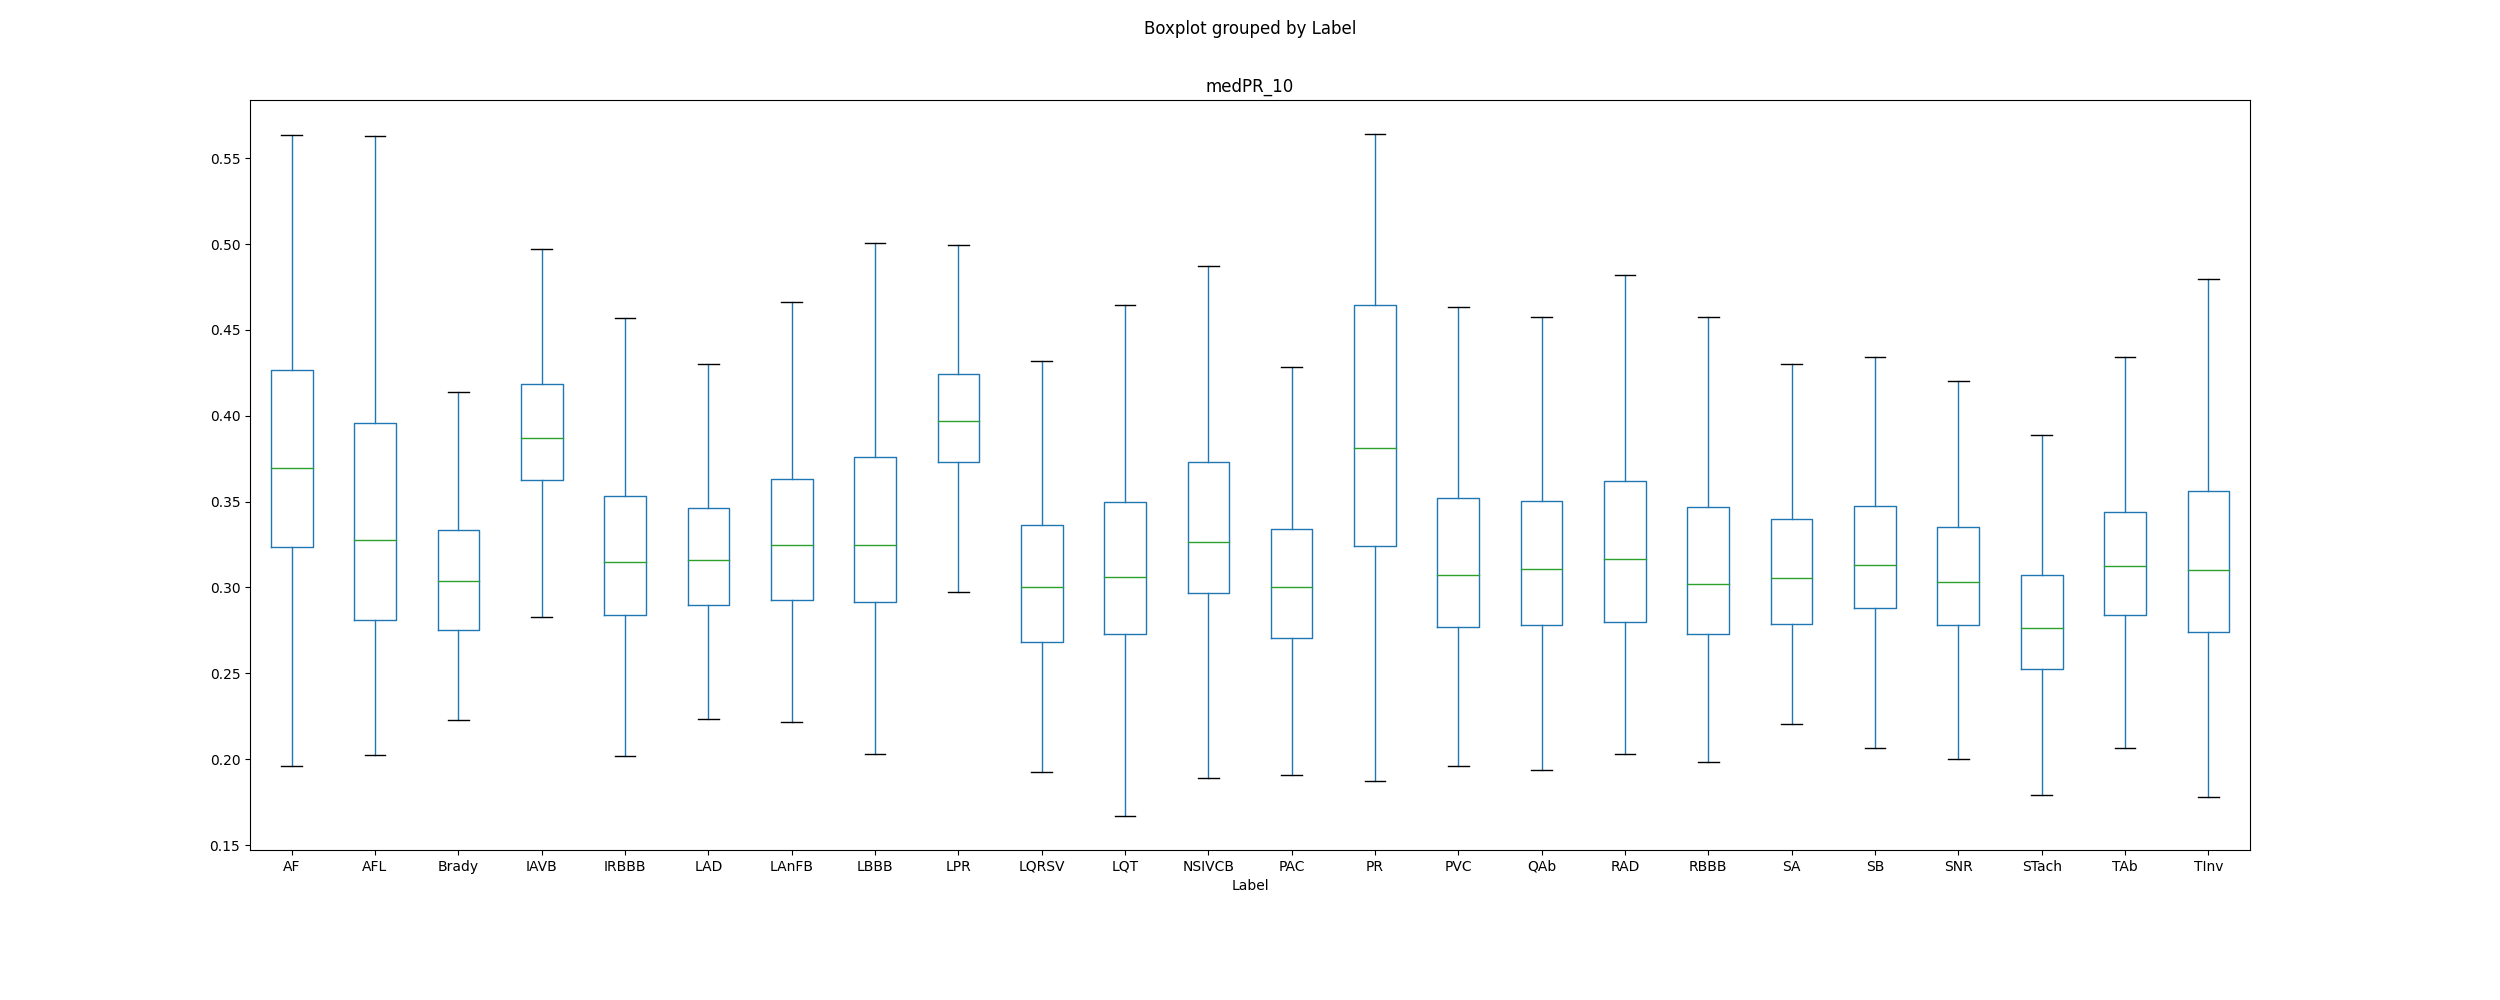 Boxplot grouped by Label
medPR_10
0.55
0.50
0.45
0.40
0.35
0.30
0.25
0.20
0.15
AF AFL Brady IAVB IRBBB LAD LAnFB LBBB LPR LQRSV LQT NSIVCB PAC PR PVC QAb RAD RBBB SA SB SNR STach TAb TInv
Label